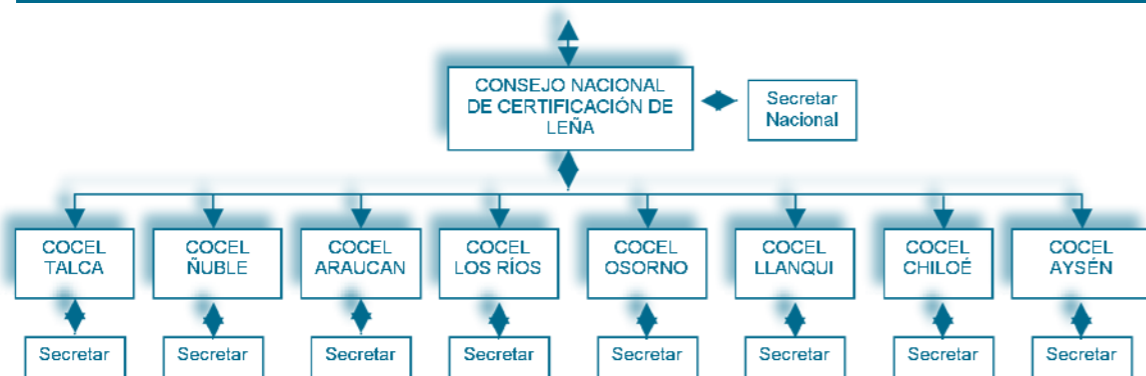 CONSEJO NACIONAL
DE CERTIFICACIÓN DE
LEÑA
Secretar
Nacional
COCEL
TALCA
COCEL
ÑUBLE
COCEL
ARAUCAN
COCEL
LOS RÍOS
COCEL
OSORNO
COCEL
LLANQUI
COCEL
CHILOÉ
COCEL
AYSÉN
Secretar
Secretar
Secretar
Secretar
Secretar
Secretar
Secretar
Secretar